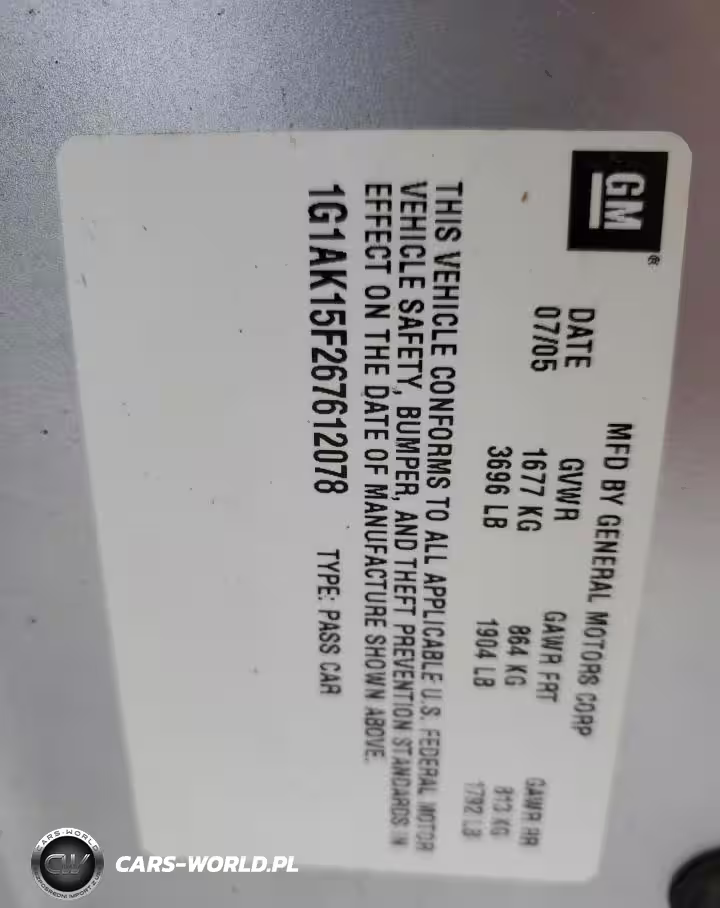 GM®
MFD BY GENERAL MOTORS CORP
DATE GVWR GAWR FRT GAWR RR
07/05 1677 KG 864 KG 813 KG
3696 LB 1904 LB 1792 LB
THIS VEHICLE CONFORMS TO ALL APPLICABLE U.S. FEDERAL MOTOR
VEHICLE SAFETY, BUMPER, AND THEFT PREVENTION STANDARDS IN
EFFECT ON THE DATE OF MANUFACTURE SHOWN ABOVE.
1G1AK15F267612078 TYPE: PASS CAR
CARS-WORLD
CW
CARS-WORLD.PL